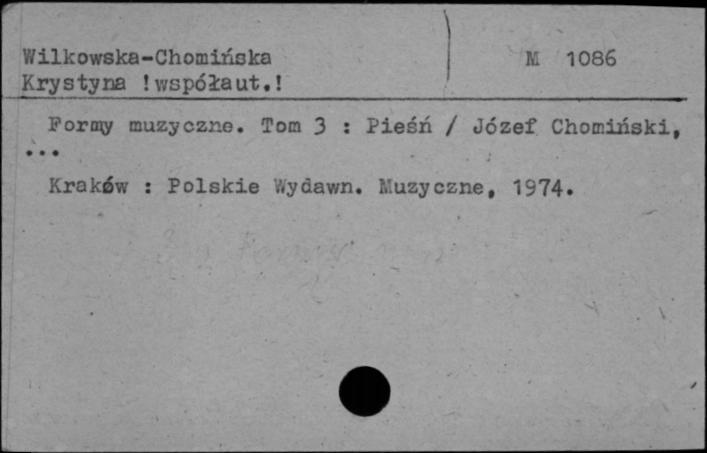 Wilkowska-Chomińska
M 1086
Krystyna !współaut.!
Formy muzyczne. Tom 3 : Pieśń / Józef Chomiński,
...
Kraków : Polskie Wydawn. Muzyczne, 1974.